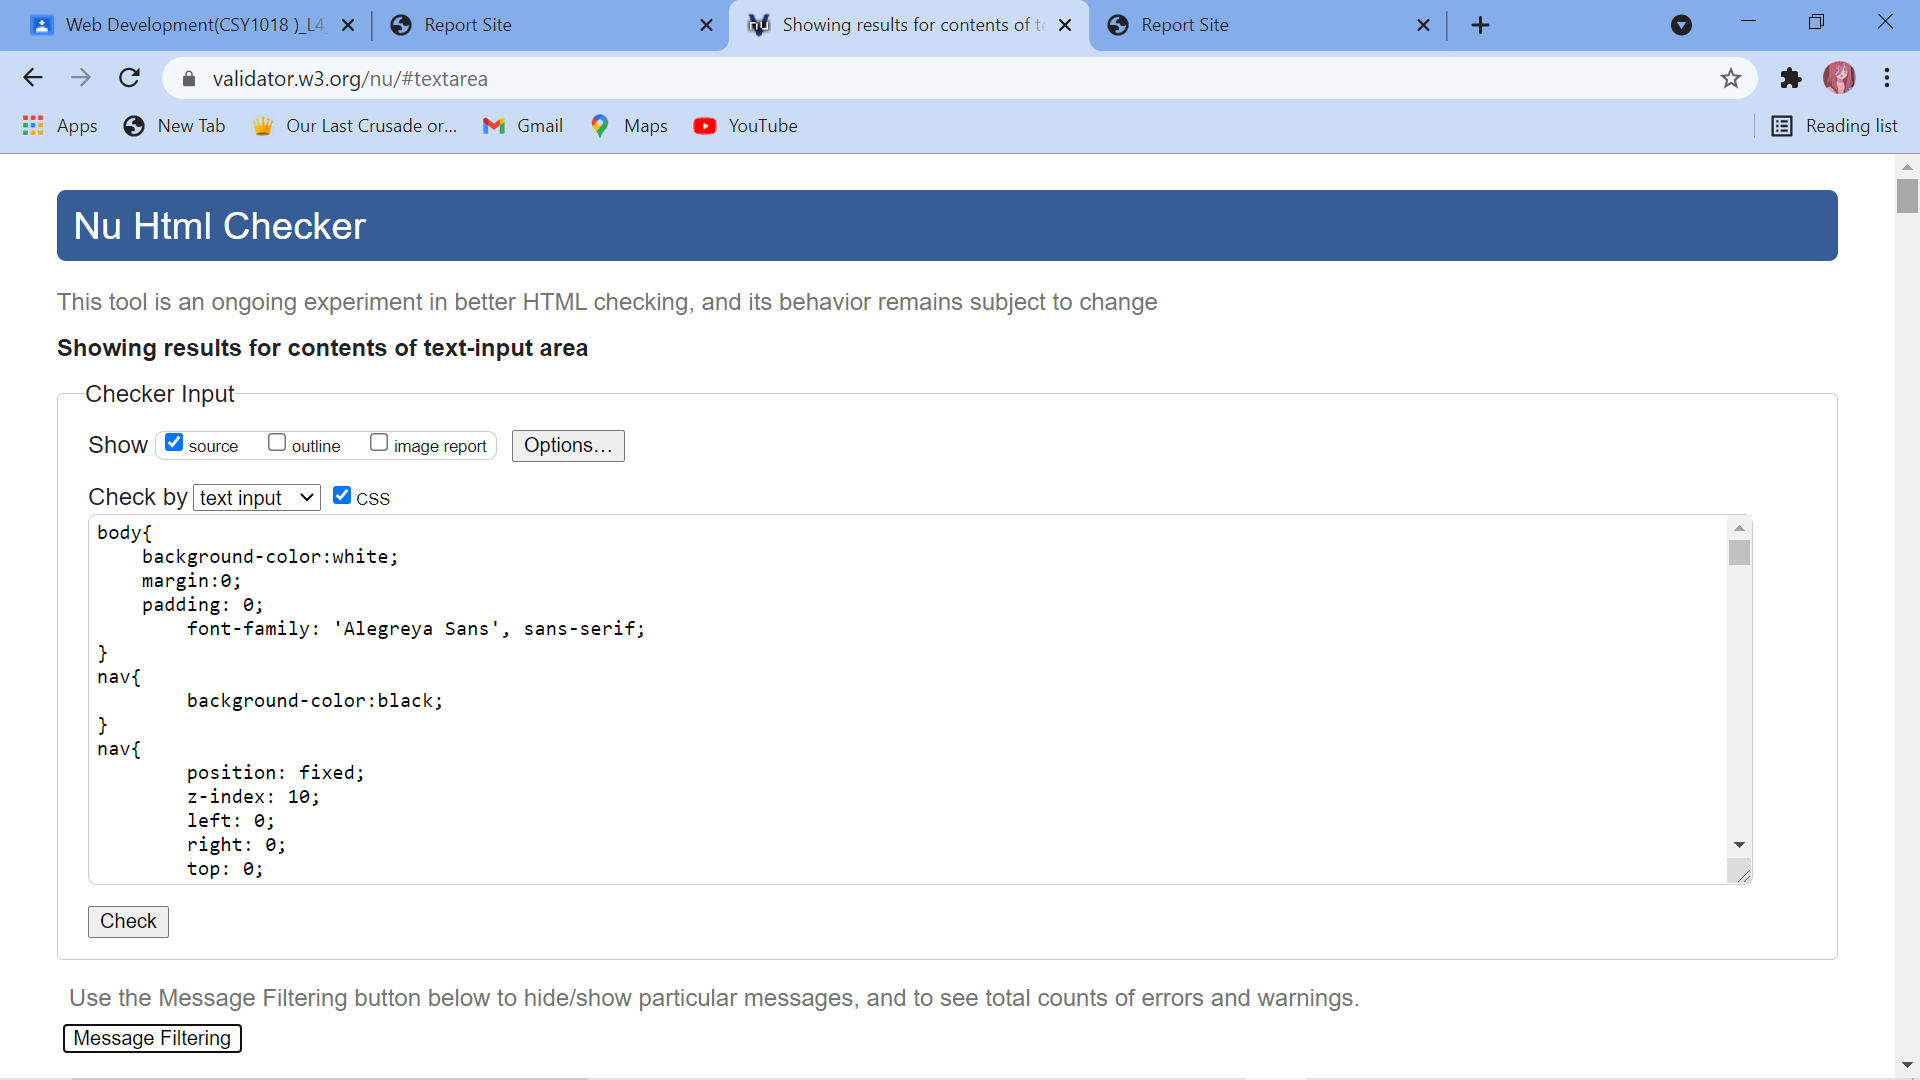 Web Development(CSY1018 )_L4
Report Site
Showing results for contents of te
Report Site
validator.w3.org/nu/#textarea
Apps
New Tab
Our Last Crusade or...
Gmail
Maps
YouTube
Reading list
Nu Html Checker
This tool is an ongoing experiment in better HTML checking, and its behavior remains subject to change
Showing results for contents of text-input area
Checker Input
Show source outline image report Options...
Check by text input CSS
body{
background-color:white;
margin:0;
padding: 0;
font-family: 'Alegreya Sans', sans-serif;
}
nav{
background-color:black;
}
nav{
position: fixed;
z-index: 10;
left: 0;
right: 0;
top: 0;
Check
Use the Message Filtering button below to hide/show particular messages, and to see total counts of errors and warnings.
Message Filtering